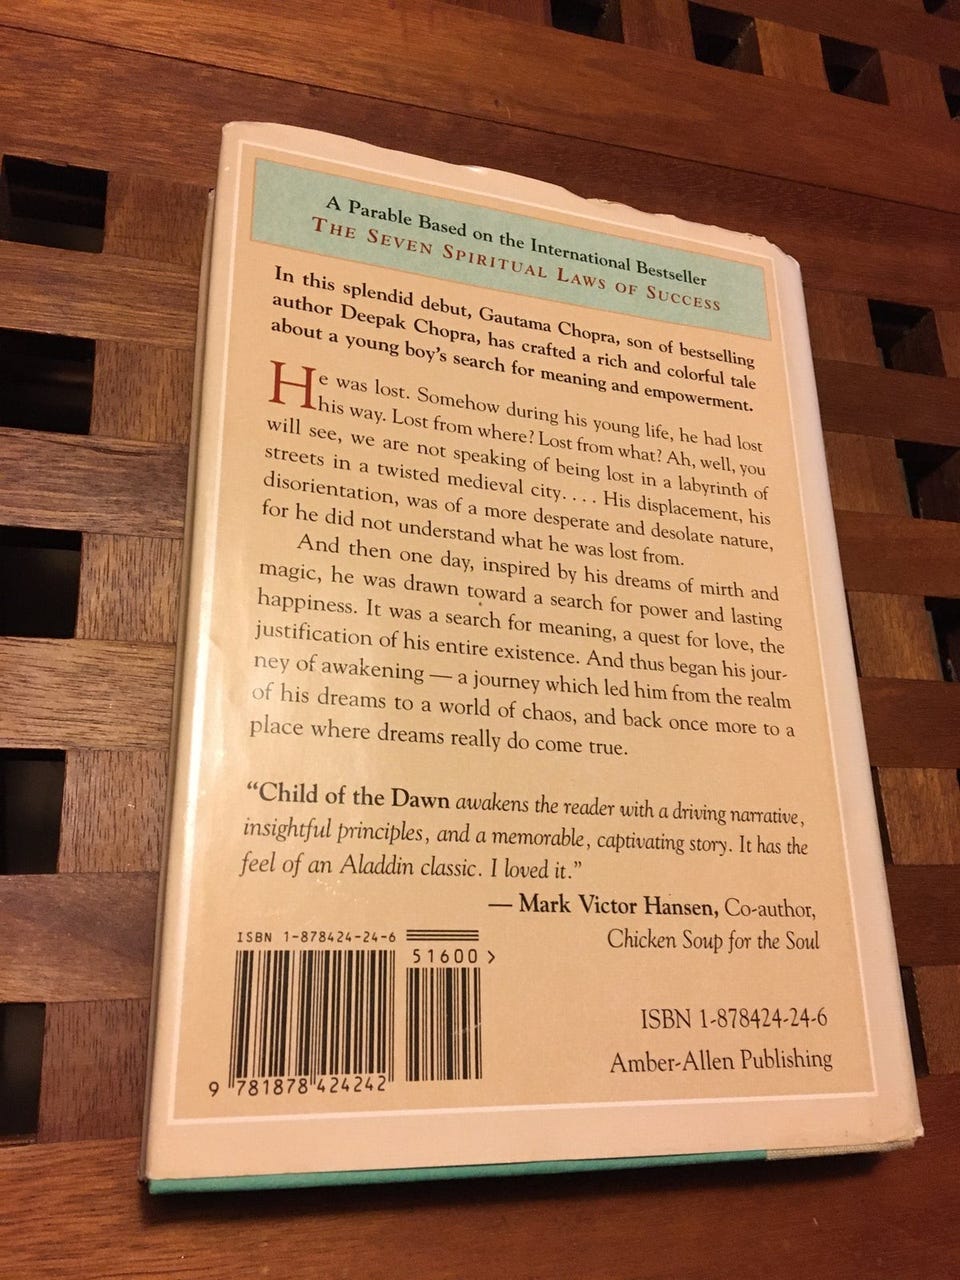 A Parable Based on the International Bestseller
THE SEVEN SPIRITUAL LAWS OF SUCCESS
In this splendid debut, Gautama Chopra, son of bestselling
author Deepak Chopra, has crafted a rich and colorful tale
about a young boy's search for meaning and empowerment.
He was lost. Somehow during his young life, he had lost
his way. Lost from where? Lost from what? Ah, well, you
will see, we are not speaking of being lost in a labyrinth of
streets in a twisted medieval city. . . . His displacement, his
disorientation, was of a more desperate and desolate nature,
for he did not understand what he was lost from.
And then one day, inspired by his dreams of mirth and
magic, he was drawn toward a search for power and lasting
happiness. It was a search for meaning, a quest for love, the
justification of his entire existence. And thus began his jour-
ney of awakening — a journey which led him from the realm
of his dreams to a world of chaos, and back once more to a
place where dreams really do come true.
"Child of the Dawn awakens the reader with a driving narrative,
insightful principles, and a memorable, captivating story. It has the
feel of an Aladdin classic. I loved it."
— Mark Victor Hansen, Co-author,
Chicken Soup for the Soul
ISBN 1-878424-24-6
51600 >
9 781878 424242
ISBN 1-878424-24-6
Amber-Allen Publishing